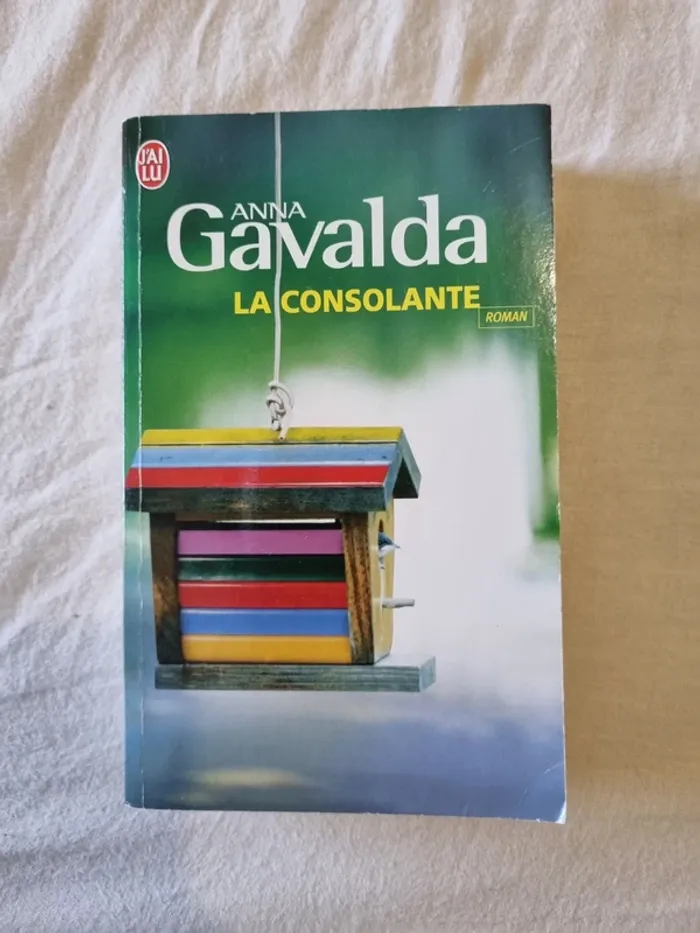 J'AI
LU
ANNA
Gavalda
LA CONSOLANTE
ROMAN